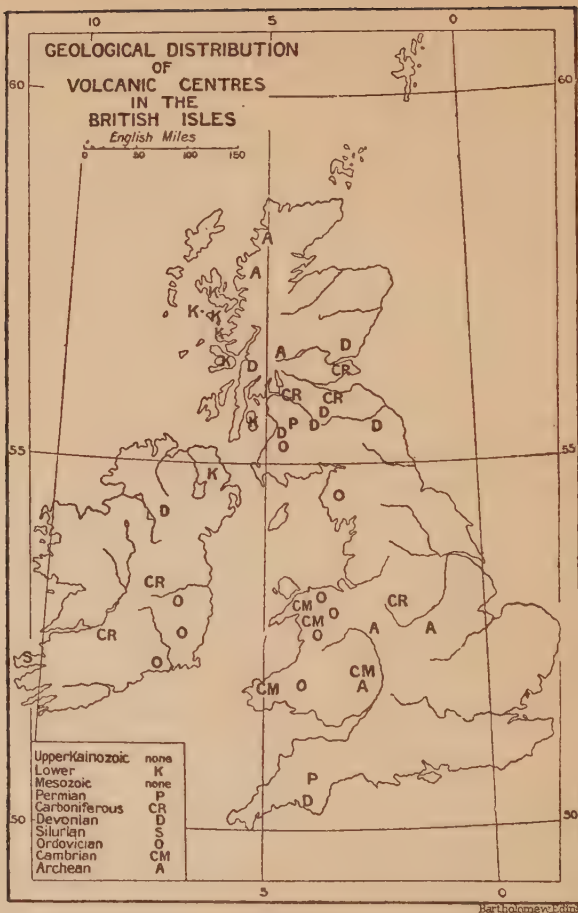 10 5 0
GEOLOGICAL DISTRIBUTION
OF
VOLCANIC CENTRES
IN THE
BRITISH ISLES
English Miles
0 50 100 150
60 60
A
A
K
K K
K
D
A
D
K
CR
CR CR
D
K P D D
D
O
55 55
K
O
D
CR
O
CR
O
CM
O
CM
O
O
CR
A A
S
O
CM
CM O A
P
D
Upper Kainozoic none
Lower K
Mesozoic none
Permian P
Carboniferous CR
Devonian D
Silurian S
Ordovician O
Cambrian CM
Archean A
50 50
5 0
Bartholomew